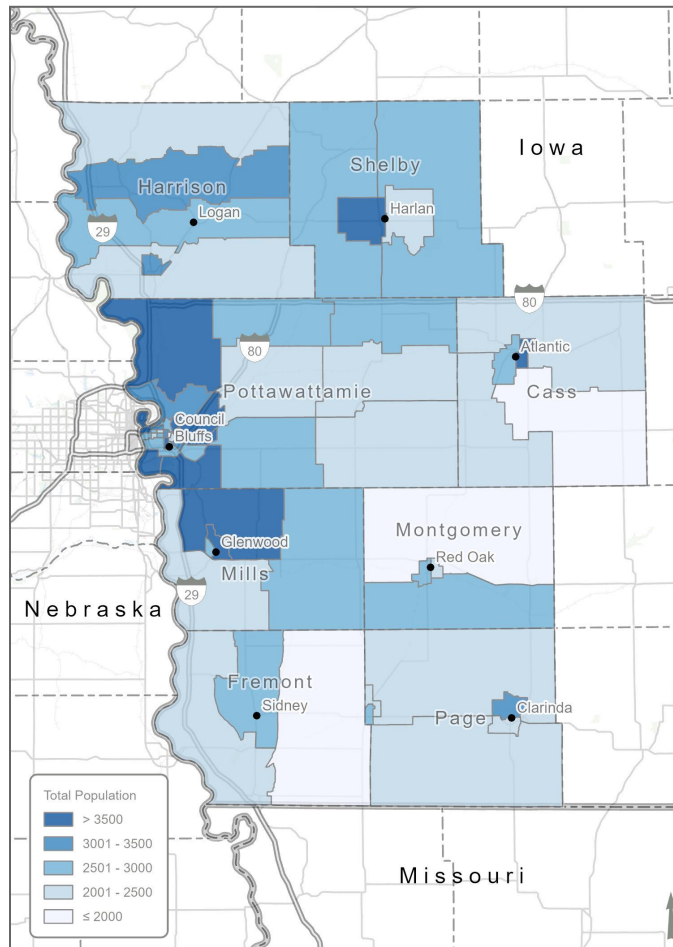 Iowa
Shelby
Harrison
Logan
Harlan
29
80
80
Atlantic
Pottawattamie
Cass
Council
Bluffs
Montgomery
Glenwood
Red Oak
Mills
29
Nebraska
Fremont
Sidney
Clarinda
Page
Total Population
> 3500
3001 - 3500
2501 - 3000
2001 - 2500
≤ 2000
Missouri